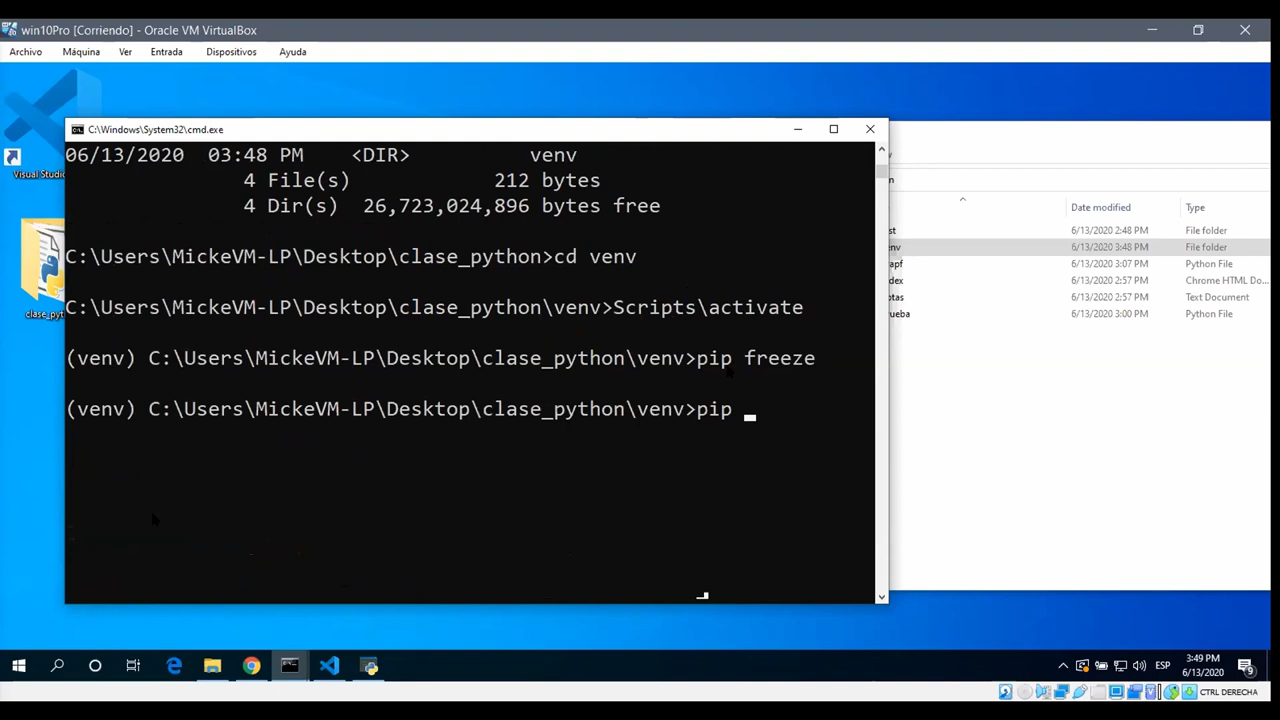 win10Pro [Corriendo] - Oracle VM VirtualBox
Archivo Máquina Ver Entrada Dispositivos Ayuda
Visual Studio
clase_pyt
C:\Windows\System32\cmd.exe
06/13/2020 03:48 PM <DIR> venv
4 File(s) 212 bytes
4 Dir(s) 26,723,024,896 bytes free
C:\Users\MickeVM-LP\Desktop\clase_python>cd venv
C:\Users\MickeVM-LP\Desktop\clase_python\venv>Scripts\activate
(venv) C:\Users\MickeVM-LP\Desktop\clase_python\venv>pip freeze
(venv) C:\Users\MickeVM-LP\Desktop\clase_python\venv>pip
Date modified Type
6/13/2020 2:48 PM File folder
6/13/2020 3:48 PM File folder
6/13/2020 3:07 PM Python File
6/13/2020 2:57 PM Chrome HTML Do...
6/13/2020 2:57 PM Text Document
6/13/2020 3:00 PM Python File
ESP
3:49 PM
6/13/2020
9
CTRL DERECHA